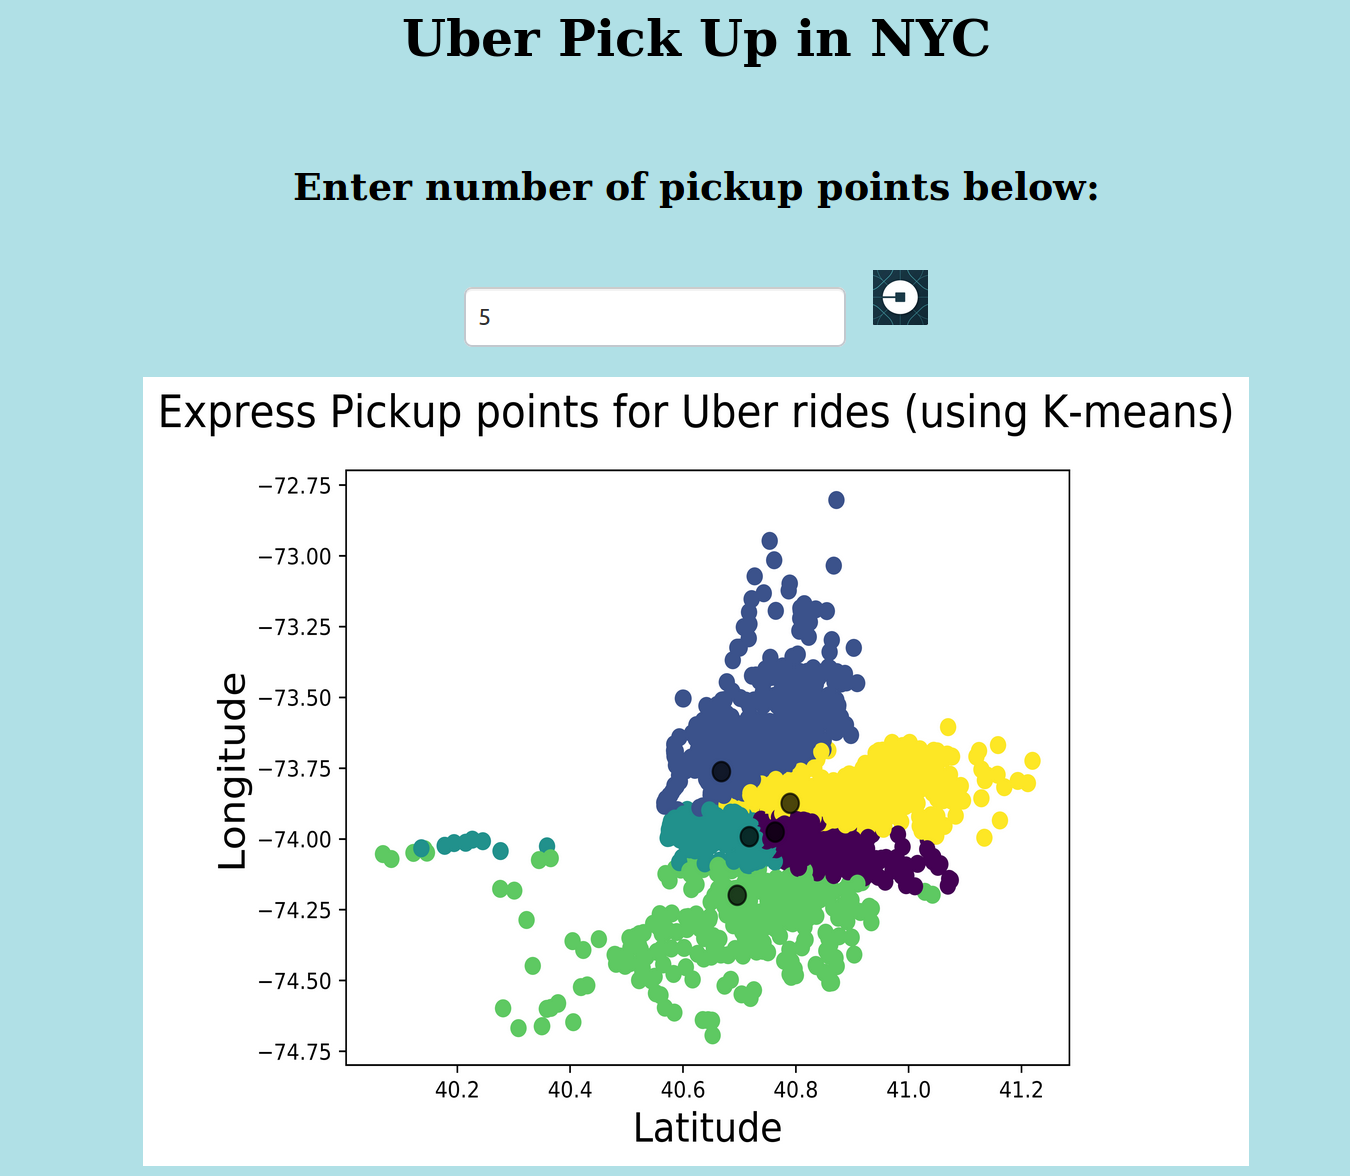 Uber Pick Up in NYC
Enter number of pickup points below:
5
Express Pickup points for Uber rides (using K-means)
−72.75
−73.00
−73.25
−73.50
−73.75
−74.00
−74.25
−74.50
−74.75
Longitude
40.2 40.4 40.6 40.8 41.0 41.2
Latitude